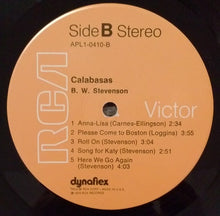 Side B Stereo
APL1-0410-B
Calabasas
B. W. Stevenson
RCA
Victor
1 Anna-Lisa (Carnes-Ellingson) 2:34
2 Please Come to Boston (Loggins) 3:55
3 Roll On (Stevenson) 3:31
4 Song for Katy (Stevenson) 2:51
5 Here We Go Again
(Stevenson) 4:03
dynaflex